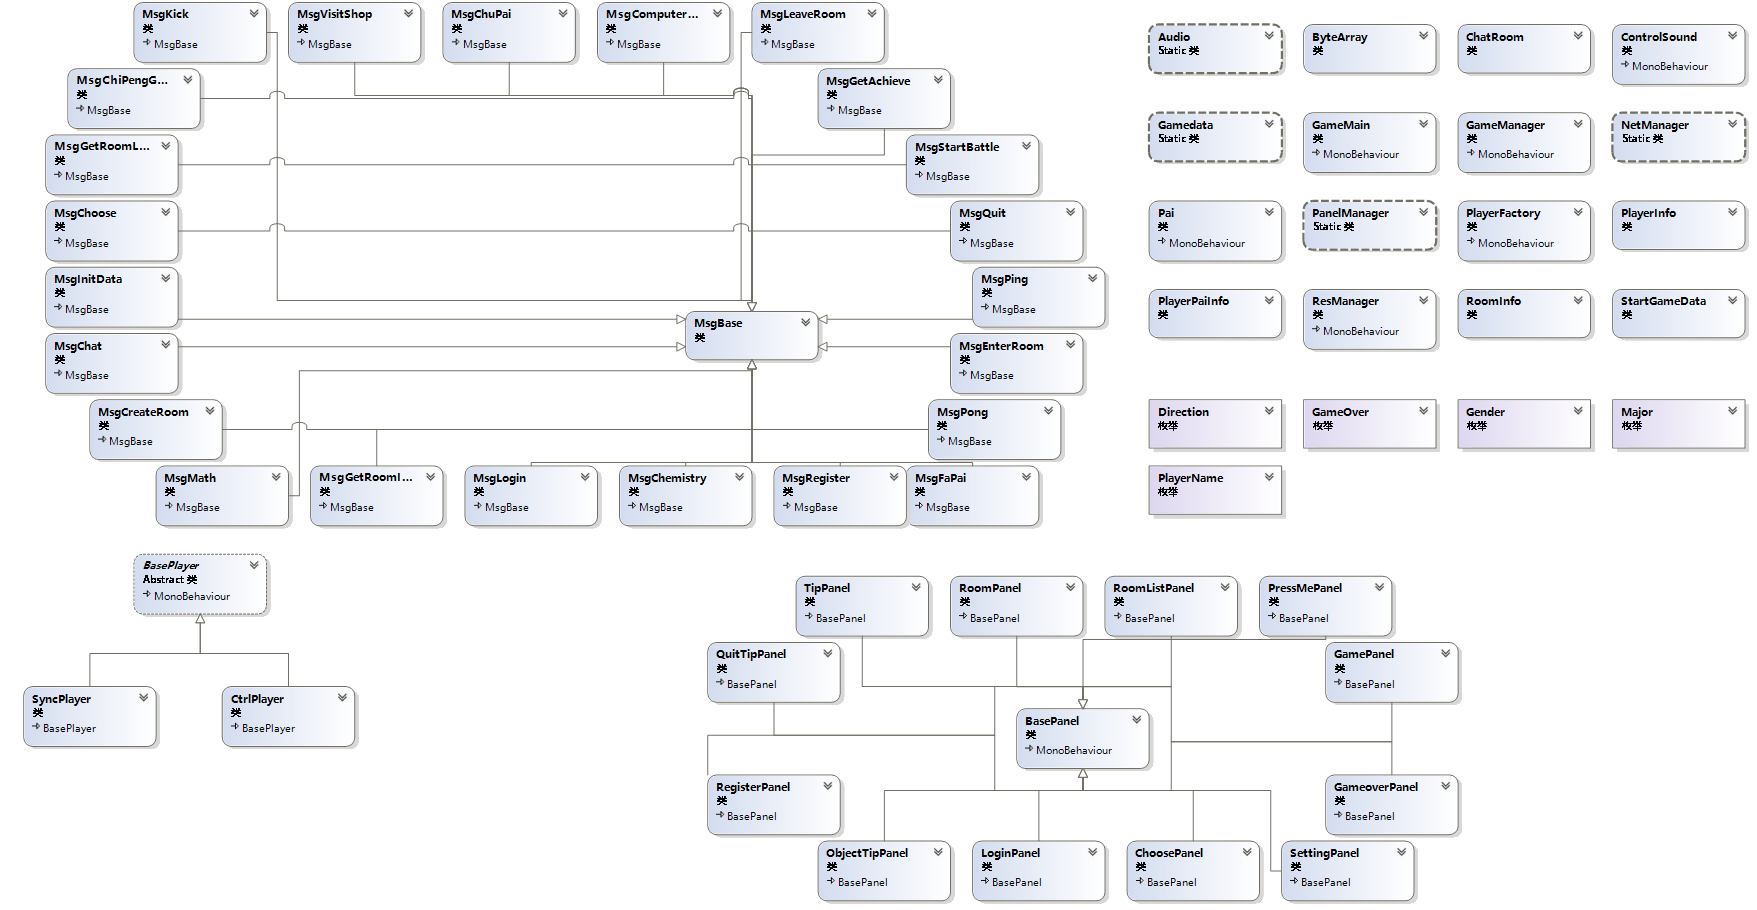 MsgKick
类
MsgBase
MsgVisitShop
类
MsgBase
MsgChuPai
类
MsgBase
MsgComputer...
类
MsgBase
MsgLeaveRoom
类
MsgBase
MsgChiPengG...
类
MsgBase
MsgGetAchieve
类
MsgBase
MsgGetRoomL...
类
MsgBase
MsgStartBattle
类
MsgBase
MsgChoose
类
MsgBase
MsgQuit
类
MsgBase
MsgInitData
类
MsgBase
MsgPing
类
MsgBase
MsgBase
类
MsgChat
类
MsgBase
MsgEnterRoom
类
MsgBase
MsgCreateRoom
类
MsgBase
MsgPong
类
MsgBase
MsgMath
类
MsgBase
MsgGetRoomI...
类
MsgBase
MsgLogin
类
MsgBase
MsgChemistry
类
MsgBase
MsgRegister
类
MsgBase
MsgFaPai
类
MsgBase
Audio
Static 类
ByteArray
类
ChatRoom
类
ControlSound
类
MonoBehaviour
Gamedata
Static 类
GameMain
类
MonoBehaviour
GameManager
类
MonoBehaviour
NetManager
Static 类
Pai
类
MonoBehaviour
PanelManager
Static 类
PlayerFactory
类
MonoBehaviour
PlayerInfo
类
PlayerPaiInfo
类
ResManager
类
MonoBehaviour
RoomInfo
类
StartGameData
类
Direction
枚举
GameOver
枚举
Gender
枚举
Major
枚举
PlayerName
枚举
BasePlayer
Abstract 类
MonoBehaviour
SyncPlayer
类
BasePlayer
CtrlPlayer
类
BasePlayer
TipPanel
类
BasePanel
RoomPanel
类
BasePanel
RoomListPanel
类
BasePanel
PressMePanel
类
BasePanel
QuitTipPanel
类
BasePanel
GamePanel
类
BasePanel
BasePanel
类
MonoBehaviour
RegisterPanel
类
BasePanel
GameoverPanel
类
BasePanel
ObjectTipPanel
类
BasePanel
LoginPanel
类
BasePanel
ChoosePanel
类
BasePanel
SettingPanel
类
BasePanel